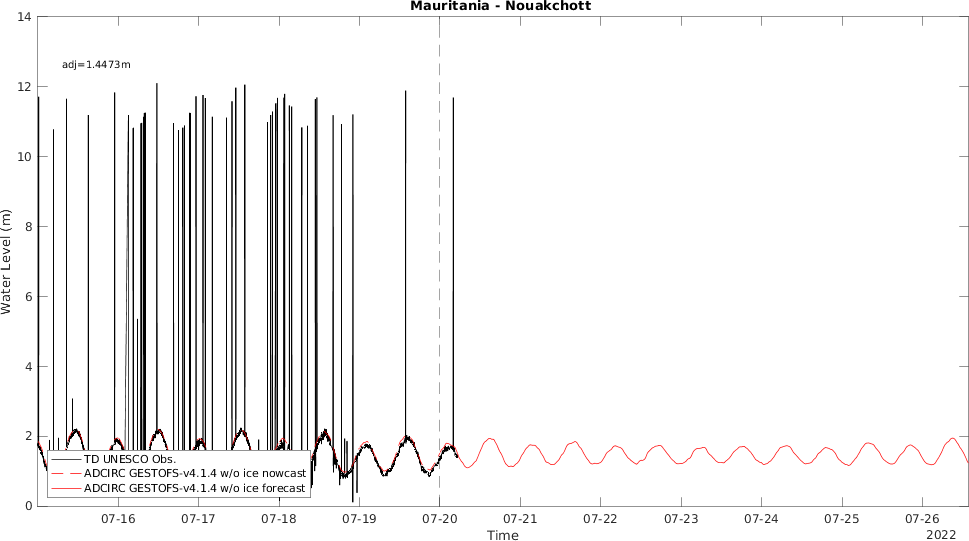 Mauritania - Nouakchott
14
adj=1.4473m
12
10
8
6
4
2
0
Water Level (m)
TD UNESCO Obs.
ADCIRC GESTOFS-v4.1.4 w/o ice nowcast
ADCIRC GESTOFS-v4.1.4 w/o ice forecast
07-16 07-17 07-18 07-19 07-20 07-21 07-22 07-23 07-24 07-25 07-26
Time
2022